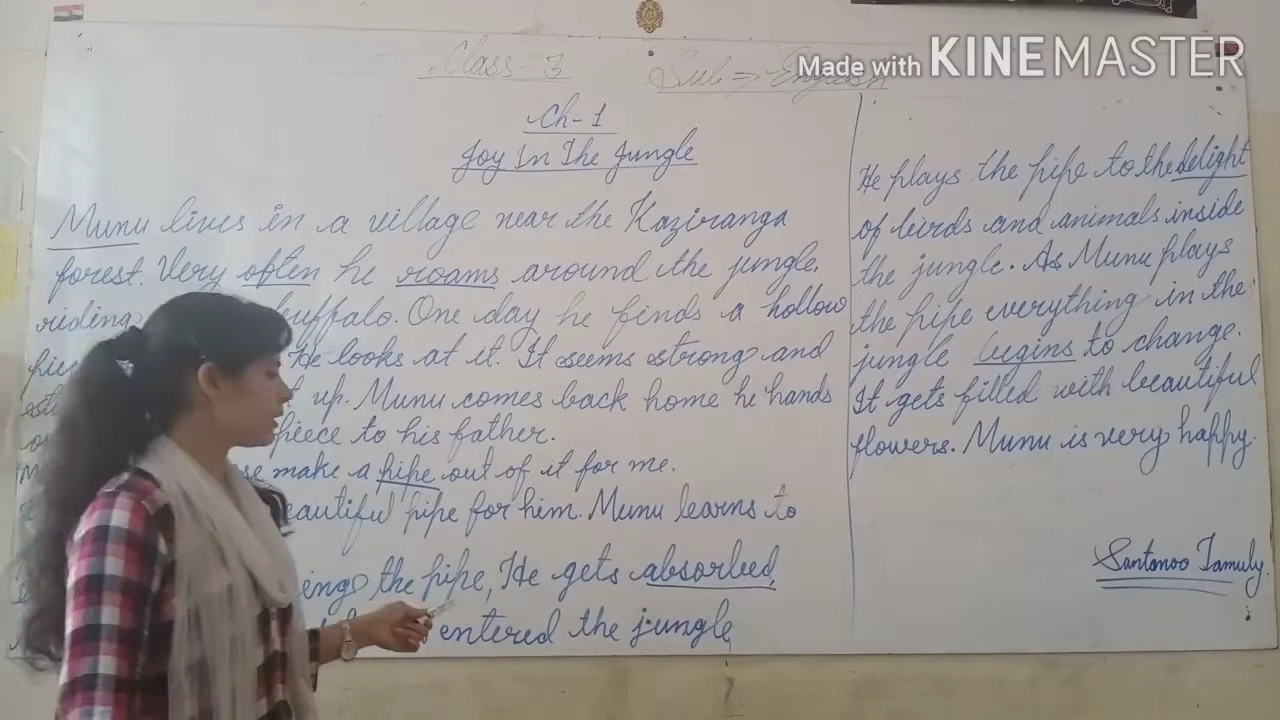 Made with KINEMASTER
Class-3 Sub⇒English
Ch-1
Joy In The Jungle
Munu lives in a village near the Kaziranga
forest. Very often he roams around the jungle,
riding buffalo. One day he finds a hollow
He looks at it. It seems strong and
up. Munu comes back home he hands
piece to his father.
make a pipe out of it for me.
beautiful pipe for him. Munu learns to
the pipe, He gets absorbed,
entered the jungle,
He plays the pipe to the delight
of birds and animals inside
the jungle. As Munu plays
the pipe everything in the
jungle begins to change.
It gets filled with beautiful
flowers. Munu is very happy.
Santonoo Tamuly.